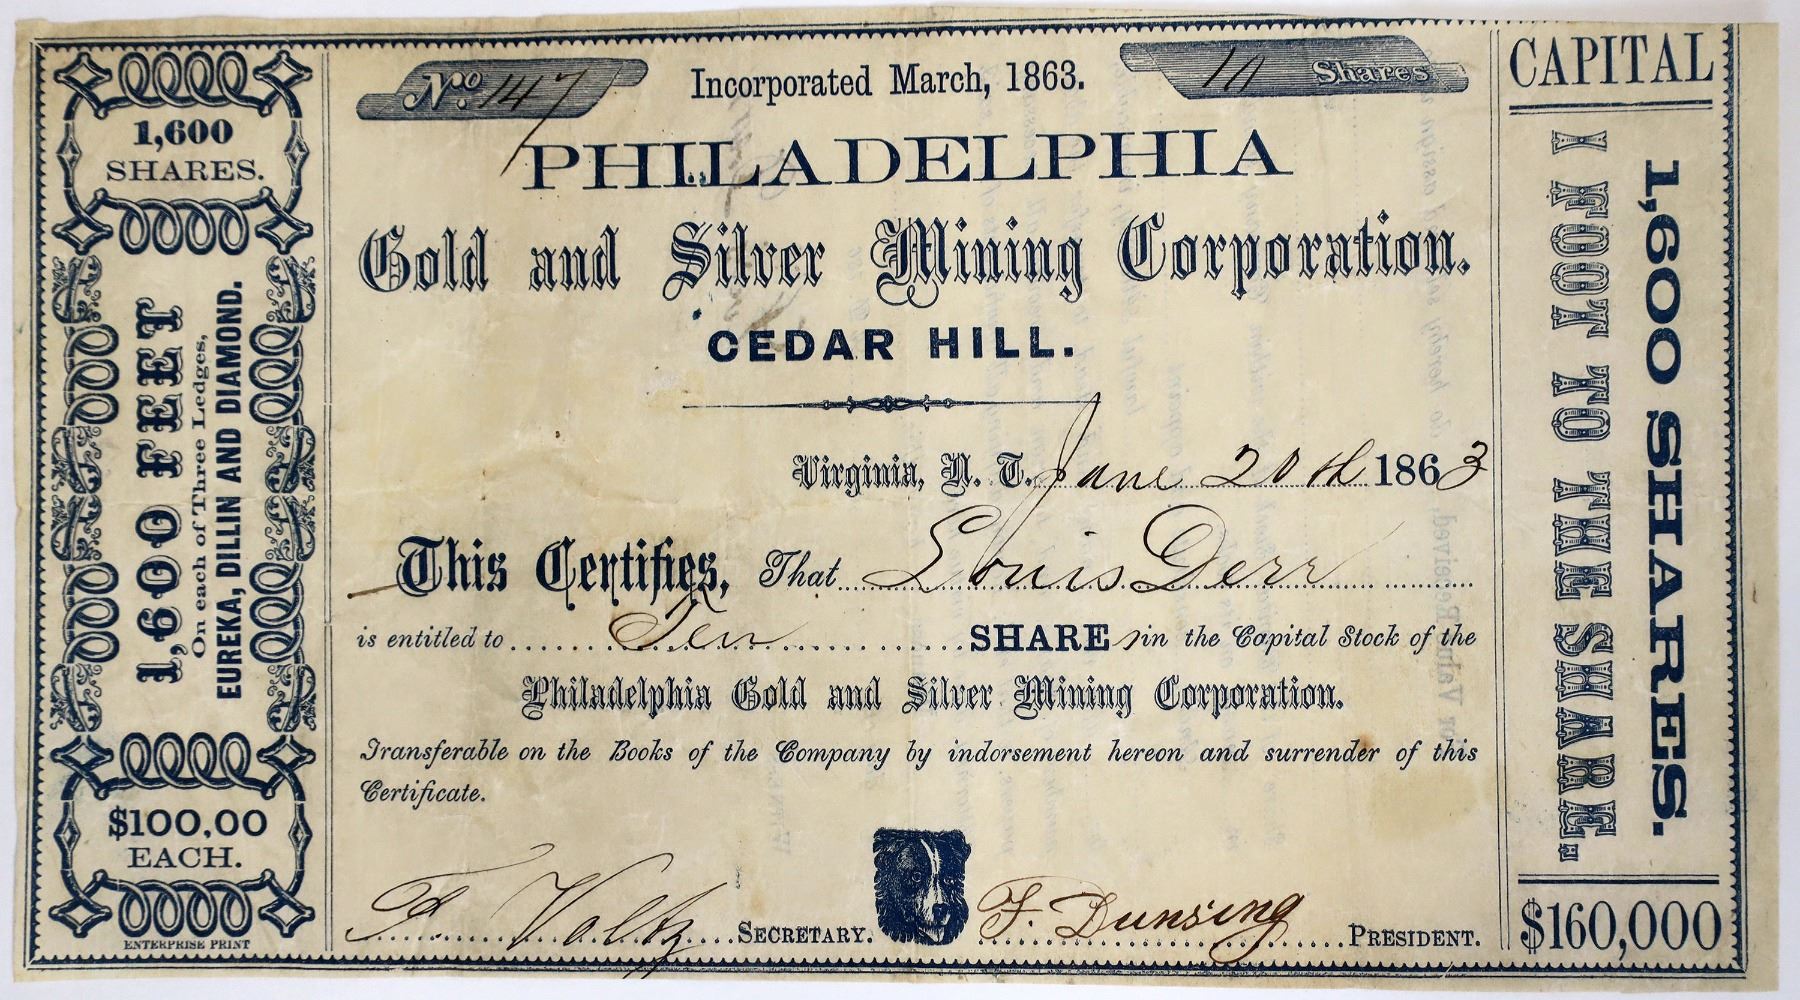 1,600
SHARES.
1,600 FEET
On each of Three Ledges,
EUREKA, DILLIN AND DIAMOND.
$100,00
EACH.
ENTERPRISE PRINT
No. 147
Incorporated March, 1863.
10 Shares
PHILADELPHIA
Gold and Silver Mining Corporation.
CEDAR HILL.
Virginia, N. T. June 20th 1863
This Certifies, That Louis Derr
is entitled to Ten SHARES in the Capital Stock of the
Philadelphia Gold and Silver Mining Corporation.
Transferable on the Books of the Company by indorsement hereon and surrender of this
Certificate.
F. Voltz SECRETARY.
F. Dunsing PRESIDENT.
CAPITAL
1,600 SHARES.
1 FOOT TO THE SHARE.
$160,000